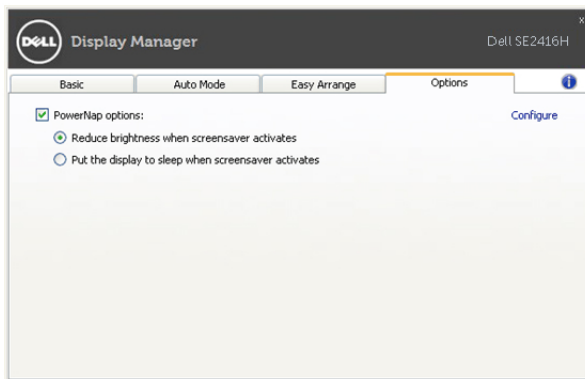 x
DELL Display Manager
Dell SE2416H
Basic Auto Mode Easy Arrange Options i
PowerNap options: Configure
Reduce brightness when screensaver activates
Put the display to sleep when screensaver activates